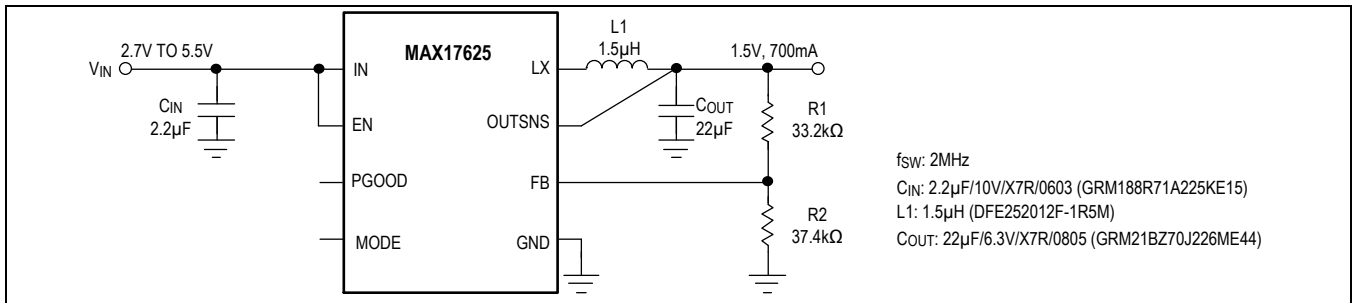 VIN
2.7V TO 5.5V
CIN
2.2µF
MAX17625
IN
EN
PGOOD
MODE
LX
OUTSNS
FB
GND
L1
1.5µH
1.5V, 700mA
COUT
22µF
R1
33.2kΩ
R2
37.4kΩ
fSW: 2MHz
CIN: 2.2µF/10V/X7R/0603 (GRM188R71A225KE15)
L1: 1.5µH (DFE252012F-1R5M)
COUT: 22µF/6.3V/X7R/0805 (GRM21BZ70J226ME44)